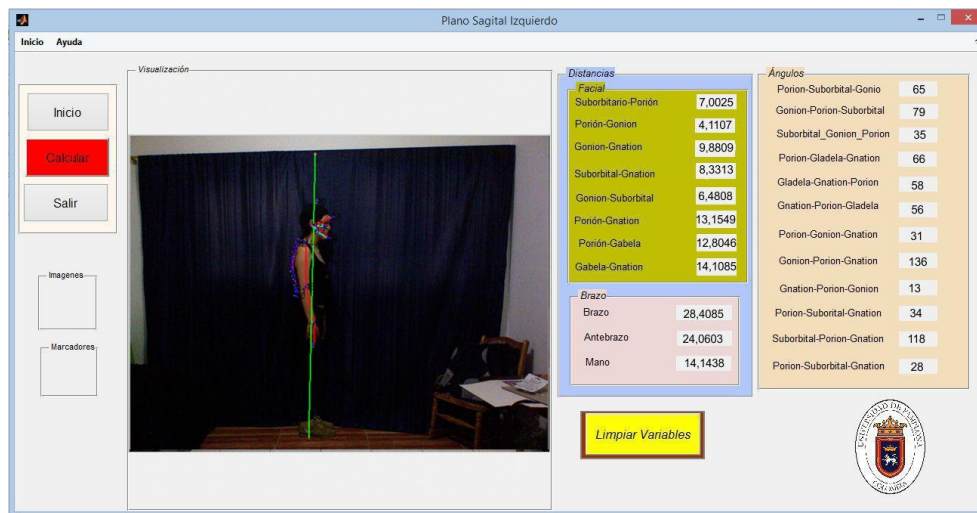 Plano Sagital Izquierdo
Inicio Ayuda
Inicio
Calcular
Salir
Imagenes
Marcadores
Visualización
Distancias
Facial
Suborbitario-Porión 7,0025
Porión-Gonion 4,1107
Gonion-Gnation 9,8809
Suborbital-Gnation 8,3313
Gonion-Suborbital 6,4808
Porión-Gnation 13,1549
Porión-Gabela 12,8046
Gabela-Gnation 14,1085
Brazo
Brazo 28,4085
Antebrazo 24,0603
Mano 14,1438
Limpiar Variables
Ángulos
Porion-Suborbital-Gonio 65
Gonion-Porion-Suborbital 79
Suborbital_Gonion_Porion 35
Porion-Gladela-Gnation 66
Gladela-Gnation-Porion 58
Gnation-Porion-Gladela 56
Porion-Gonion-Gnation 31
Gonion-Porion-Gnation 136
Gnation-Porion-Gonion 13
Porion-Suborital-Gnation 34
Suborbital-Porion-Gnation 118
Porion-Suborbital-Gnation 28
UNIVERSIDAD DE PAMPLONA
COLOMBIA